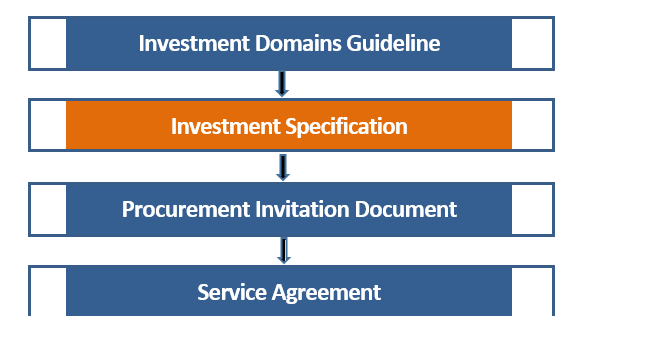 Investment Domains Guideline
Investment Specification
Procurement Invitation Document
Service Agreement